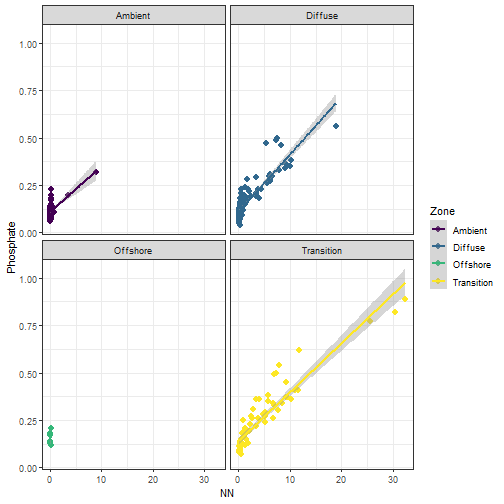 Ambient
Diffuse
1.00
0.75
0.50
0.25
0.00
Offshore
Transition
1.00
0.75
0.50
0.25
0.00
0
10
20
30
0
10
20
30
NN
Phosphate
Zone
Ambient
Diffuse
Offshore
Transition